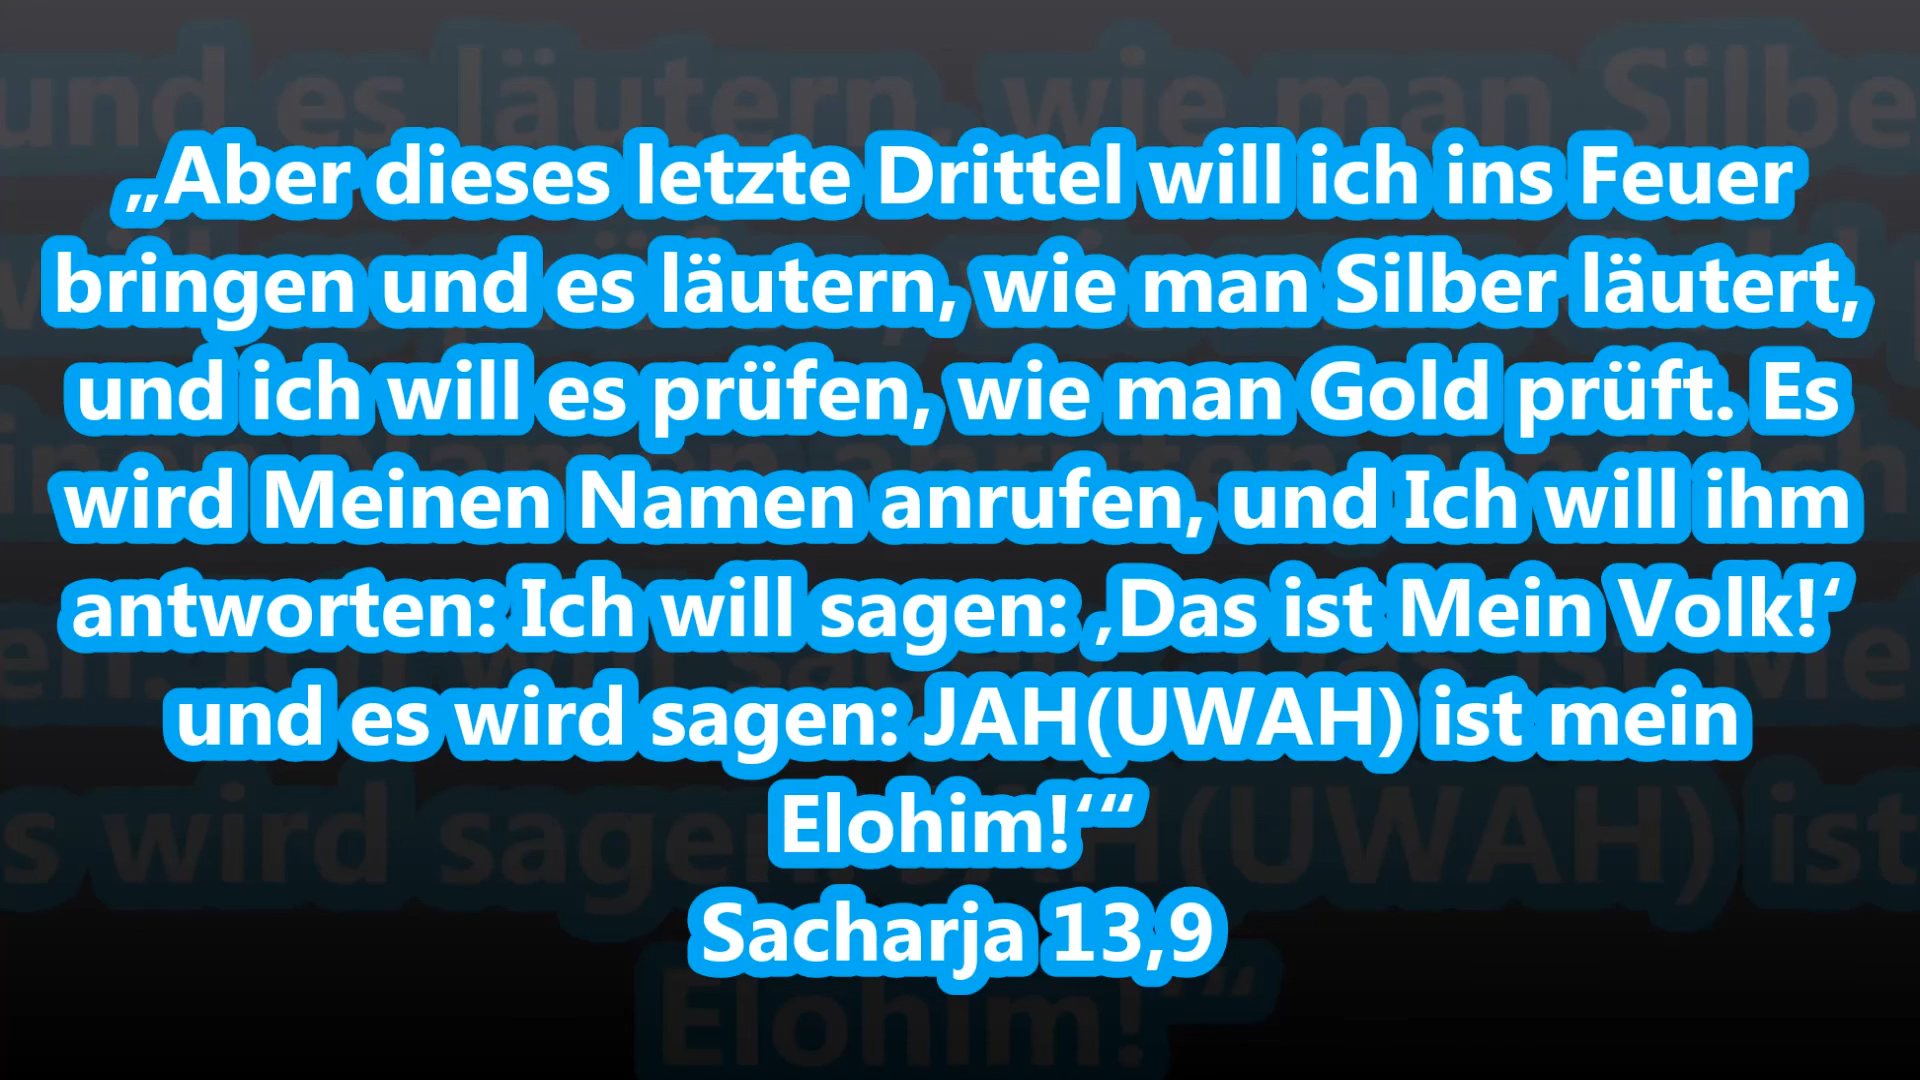 „Aber dieses letzte Drittel will ich ins Feuer
bringen und es läutern, wie man Silber läutert,
und ich will es prüfen, wie man Gold prüft. Es
wird Meinen Namen anrufen, und Ich will ihm
antworten: Ich will sagen: ‚Das ist Mein Volk!‘
und es wird sagen: JAH(UWAH) ist mein
Elohim!‘“
Sacharja 13,9